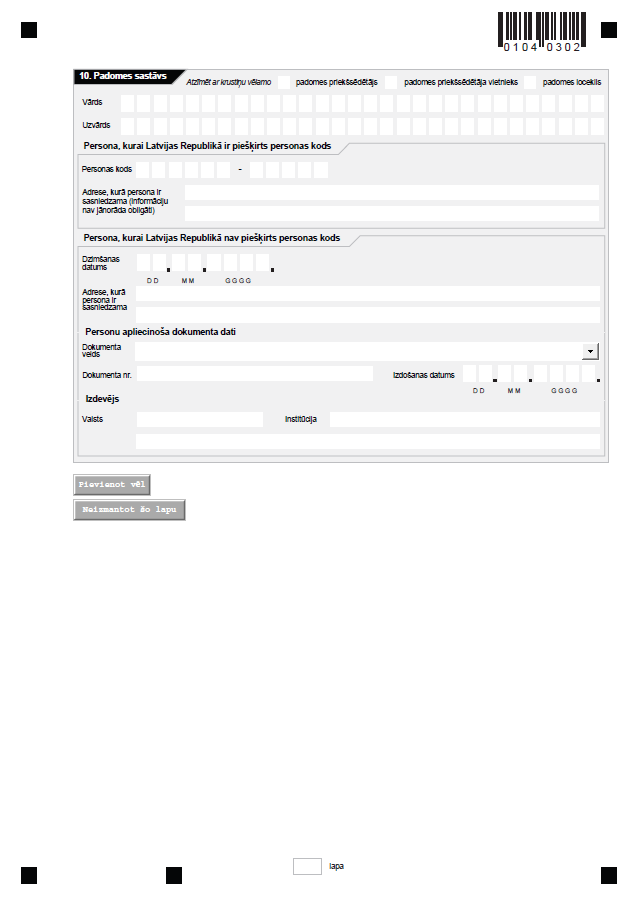 0104 0302
10. Padomes sastāvs Atzīmēt ar krustiņu vēlamo padomes priekšsēdētājs padomes priekšsēdētāja vietnieks padomes loceklis
Vārds
Uzvārds
Persona, kurai Latvijas Republikā ir piešķirts personas kods
Personas kods -
Adrese, kurā persona ir
sasniedzama (informāciju
nav jānorāda obligāti)
Persona, kurai Latvijas Republikā nav piešķirts personas kods
Dzimšanas
datums
DD MM GGGG
Adrese, kurā
persona ir
sasniedzama
Personu apliecinoša dokumenta dati
Dokumenta
veids
Dokumenta nr. Izdošanas datums
DD MM GGGG
Izdevējs
Valsts Institūcija
Pievienot vēl
Neizmantot šo lapu
lapa